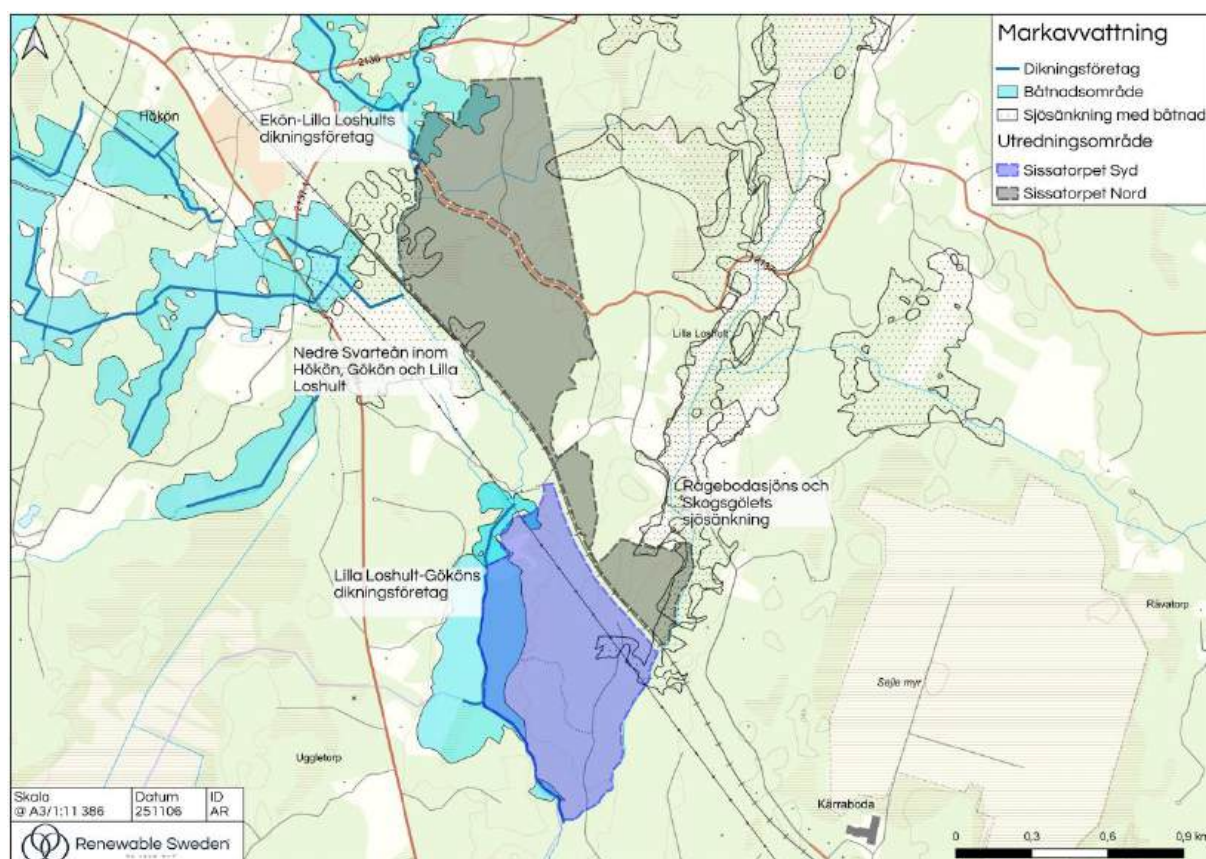 Markavvattning
Dikningsföretag
Båtnadsområde
Sjösänkning med båtnad
Utredningsområde
Sissatorpet Syd
Sissatorpet Nord
2130
Hökön
Ekön-Lilla Loshults
dikningsföretag
2137
Lilla Loshult
Nedre Svarteån inom
Hökön, Gökön och Lilla
Loshult
Rågebodasjöns och
Skogsgölets
sjösänkning
Lilla Loshult-Gököns
dikningsföretag
Råvatorp
Sejle myr
Uggletorp
Kärraboda
Skala
@ A3/1:11 386
Datum
251106
ID
AR
Renewable Sweden
0 0,3 0,6 0,9 km